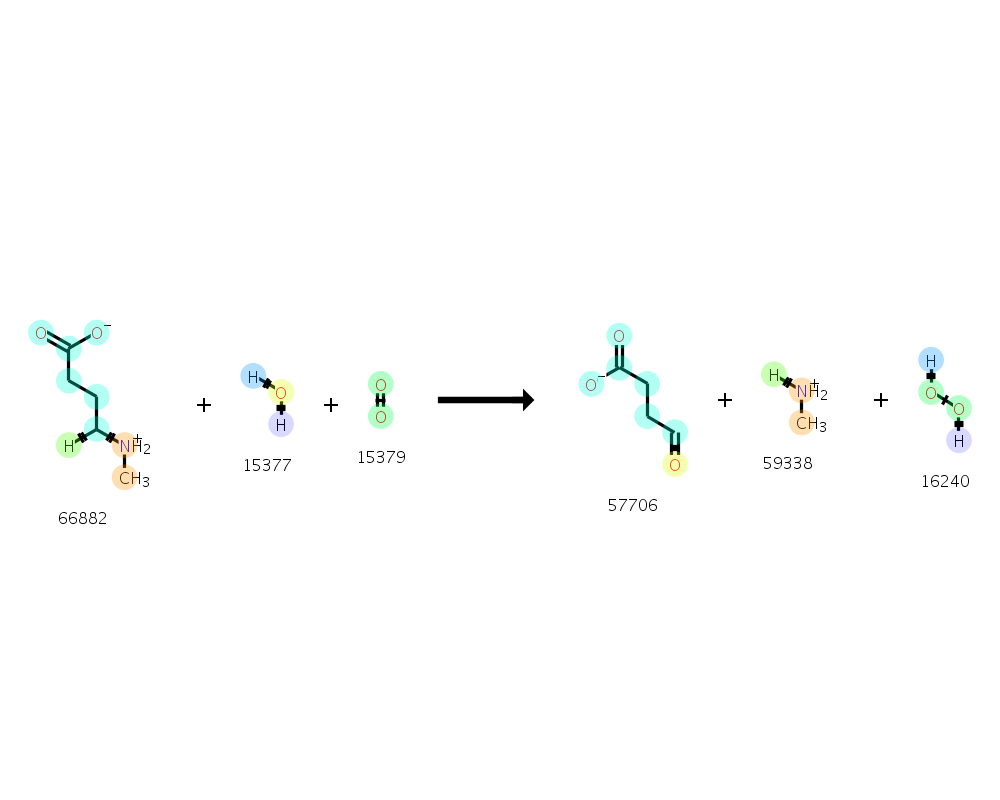 O O−
H NH2 +
CH3
66882
+
H O
H
15377
+
O
O
15379
O
O−
O
57706
+
H NH2 +
CH3
59338
+
H
O O
H
16240